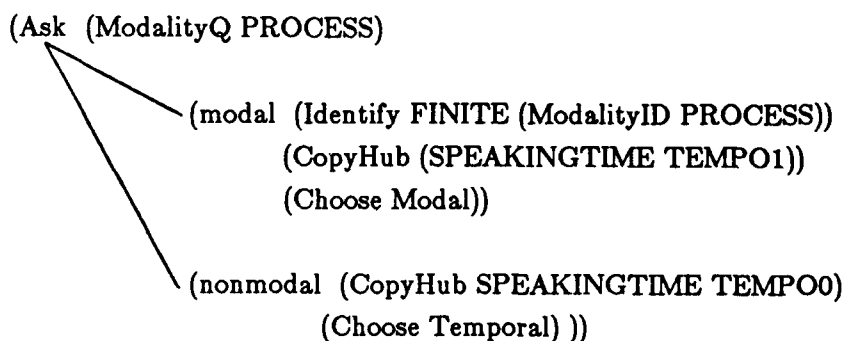 (Ask (ModalityQ PROCESS)
(modal (Identify FINITE (ModalityID PROCESS))
(CopyHub (SPEAKINGTIME TEMPO1))
(Choose Modal))
(nonmodal (CopyHub SPEAKINGTIME TEMPO0)
(Choose Temporal) ))